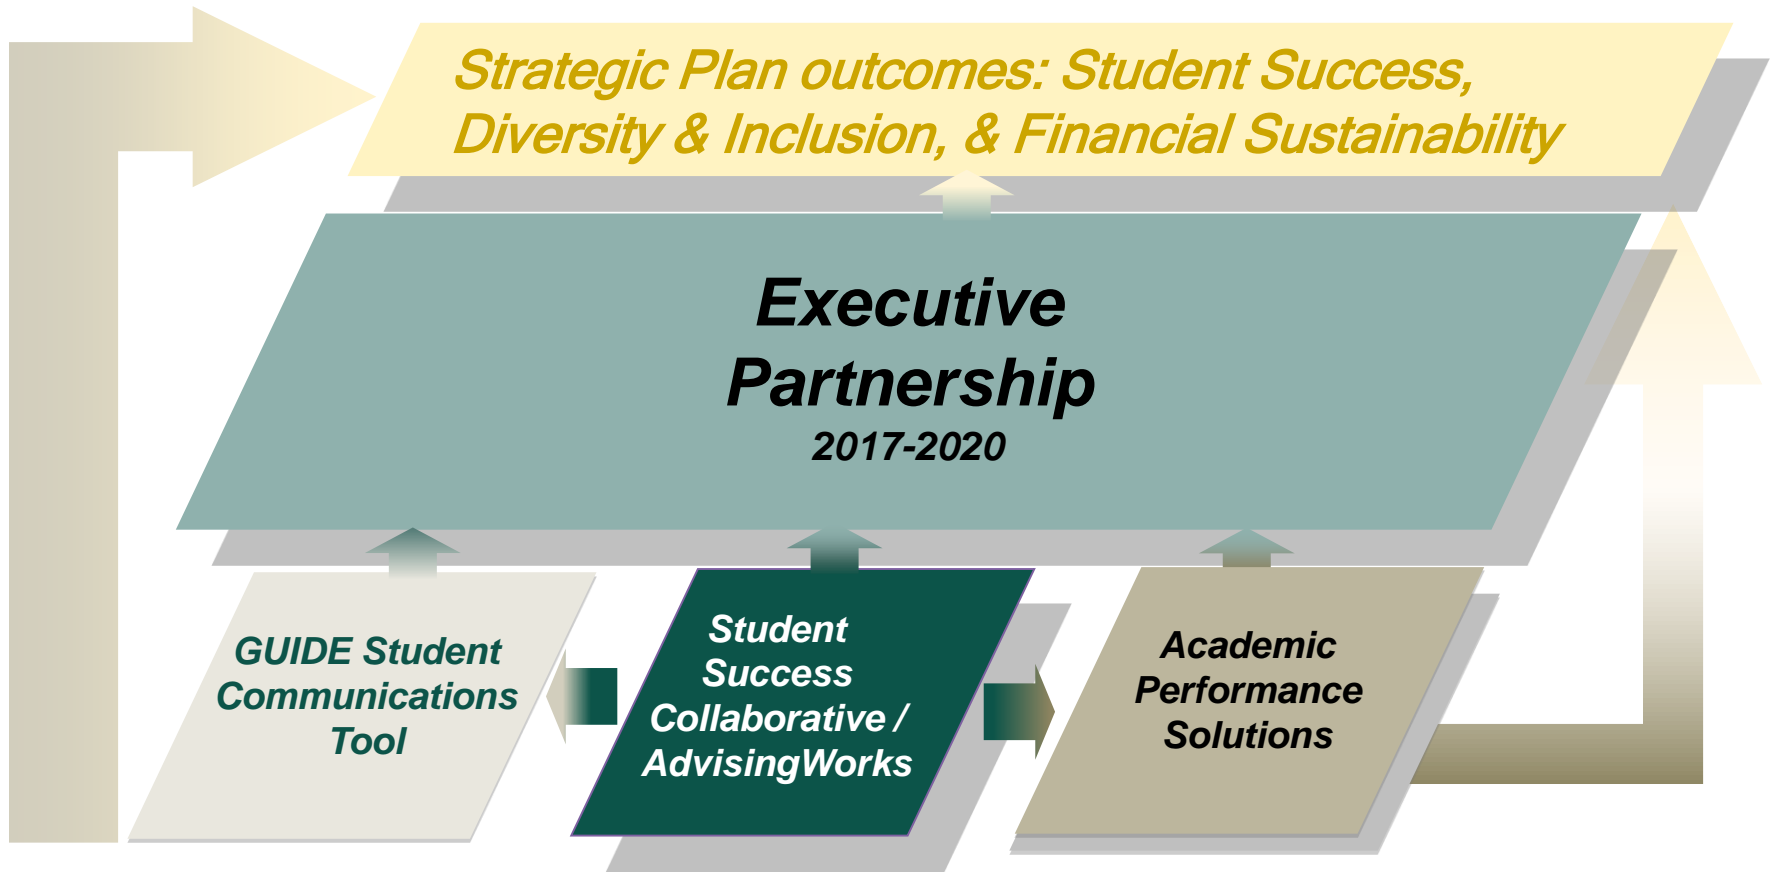 Strategic Plan outcomes: Student Success,
Diversity & Inclusion, & Financial Sustainability
Executive
Partnership
2017-2020
GUIDE Student
Communications
Tool
Student
Success
Collaborative /
AdvisingWorks
Academic
Performance
Solutions